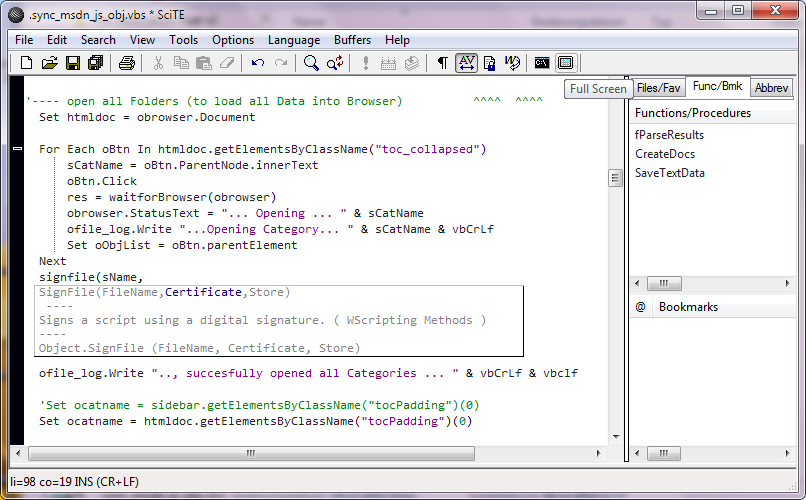 .sync_msdn_js_obj.vbs * SciTE
File Edit Search View Tools Options Language Buffers Help
Full Screen
Files/Fav Func/Bmk Abbrev
'---- open all Folders (to load all Data into Browser) ^^^^ ^^^^
Set htmldoc = obrowser.Document
For Each oBtn In htmldoc.getElementsByClassName("toc_collapsed")
sCatName = oBtn.ParentNode.innerText
oBtn.Click
res = waitforBrowser(obrowser)
obrowser.StatusText = "... Opening ... " & sCatName
ofile_log.Write "...Opening Category... " & sCatName & vbCrLf
Set oObjList = oBtn.parentElement
Next
signfile(sName,
SignFile(FileName,Certificate,Store)
----
Signs a script using a digital signature. ( WScripting Methods )
----
Object.SignFile (FileName, Certificate, Store)
ofile_log.Write ".., succesfully opened all Categories ... " & vbCrLf & vbclf
'Set ocatname = sidebar.getElementsByClassName("tocPadding")(0)
Set ocatname = htmldoc.getElementsByClassName("tocPadding")(0)
Functions/Procedures
fParseResults
CreateDocs
SaveTextData
@ Bookmarks
li=98 co=19 INS (CR+LF)